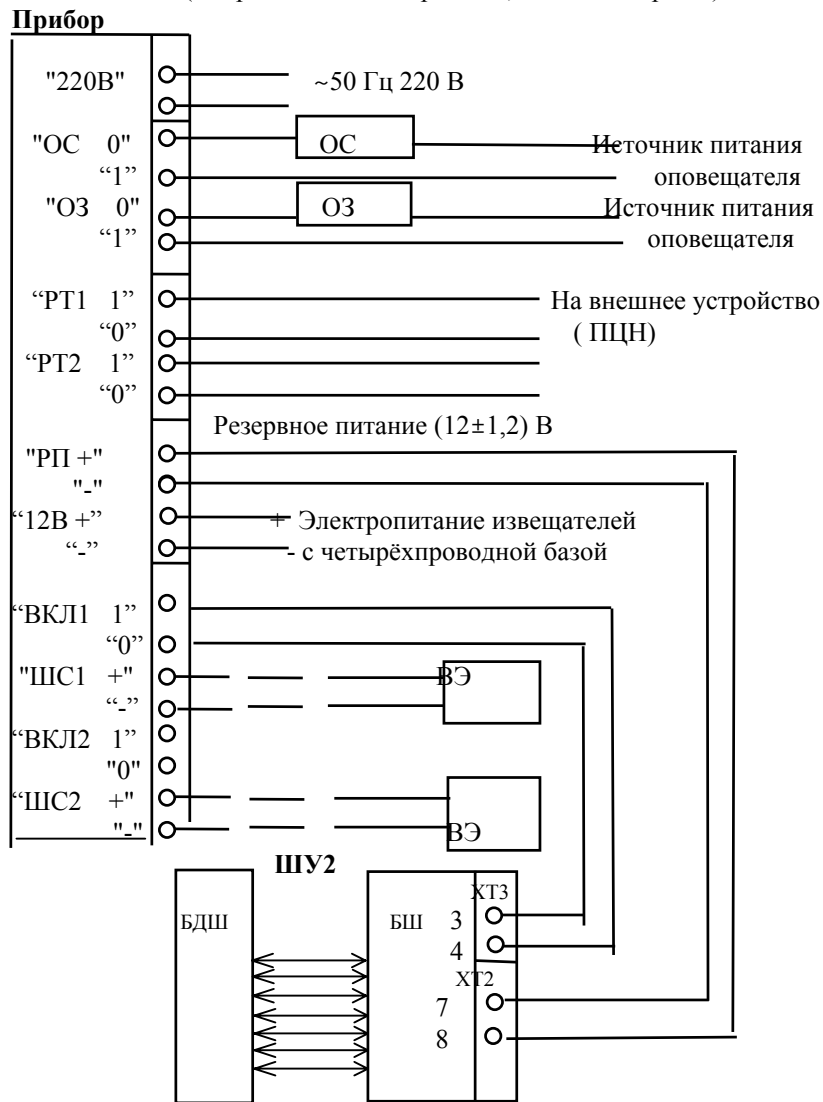 Прибор
"220В" ~50 Гц 220 В
"ОС 0" ОС Источник питания
“1” оповещателя
"ОЗ 0" ОЗ Источник питания
“1” оповещателя
“РТ1 1” На внешнее устройство
“0” ( ПЦН)
“РТ2 1”
“0”
Резервное питание (12±1,2) В
"РП +"
"-"
“12В +” + Электропитание извещателей
“-” - с четырёхпроводной базой
“ВКЛ1 1”
“0”
"ШС1 +" ВЭ
“-”
“ВКЛ2 1”
"0"
“ШС2 +"
"-" ВЭ
ШУ2
ХТ3
БДШ БШ 3
4
ХТ2
7
8